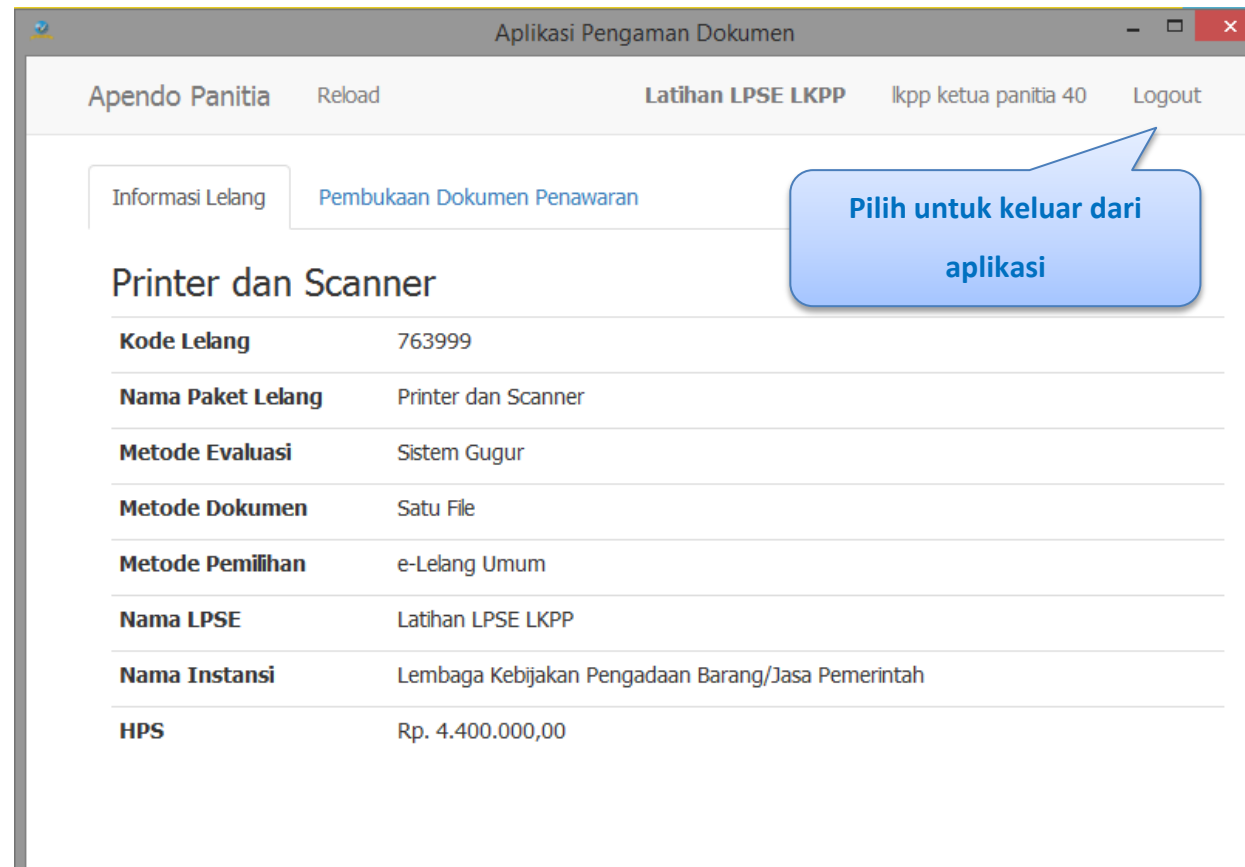 Aplikasi Pengaman Dokumen
Apendo Panitia Reload Latihan LPSE LKPP lkpp ketua panitia 40 Logout
Informasi Lelang Pembukaan Dokumen Penawaran
Pilih untuk keluar dari
aplikasi
Printer dan Scanner
Kode Lelang 763999
Nama Paket Lelang Printer dan Scanner
Metode Evaluasi Sistem Gugur
Metode Dokumen Satu File
Metode Pemilihan e-Lelang Umum
Nama LPSE Latihan LPSE LKPP
Nama Instansi Lembaga Kebijakan Pengadaan Barang/Jasa Pemerintah
HPS Rp. 4.400.000,00